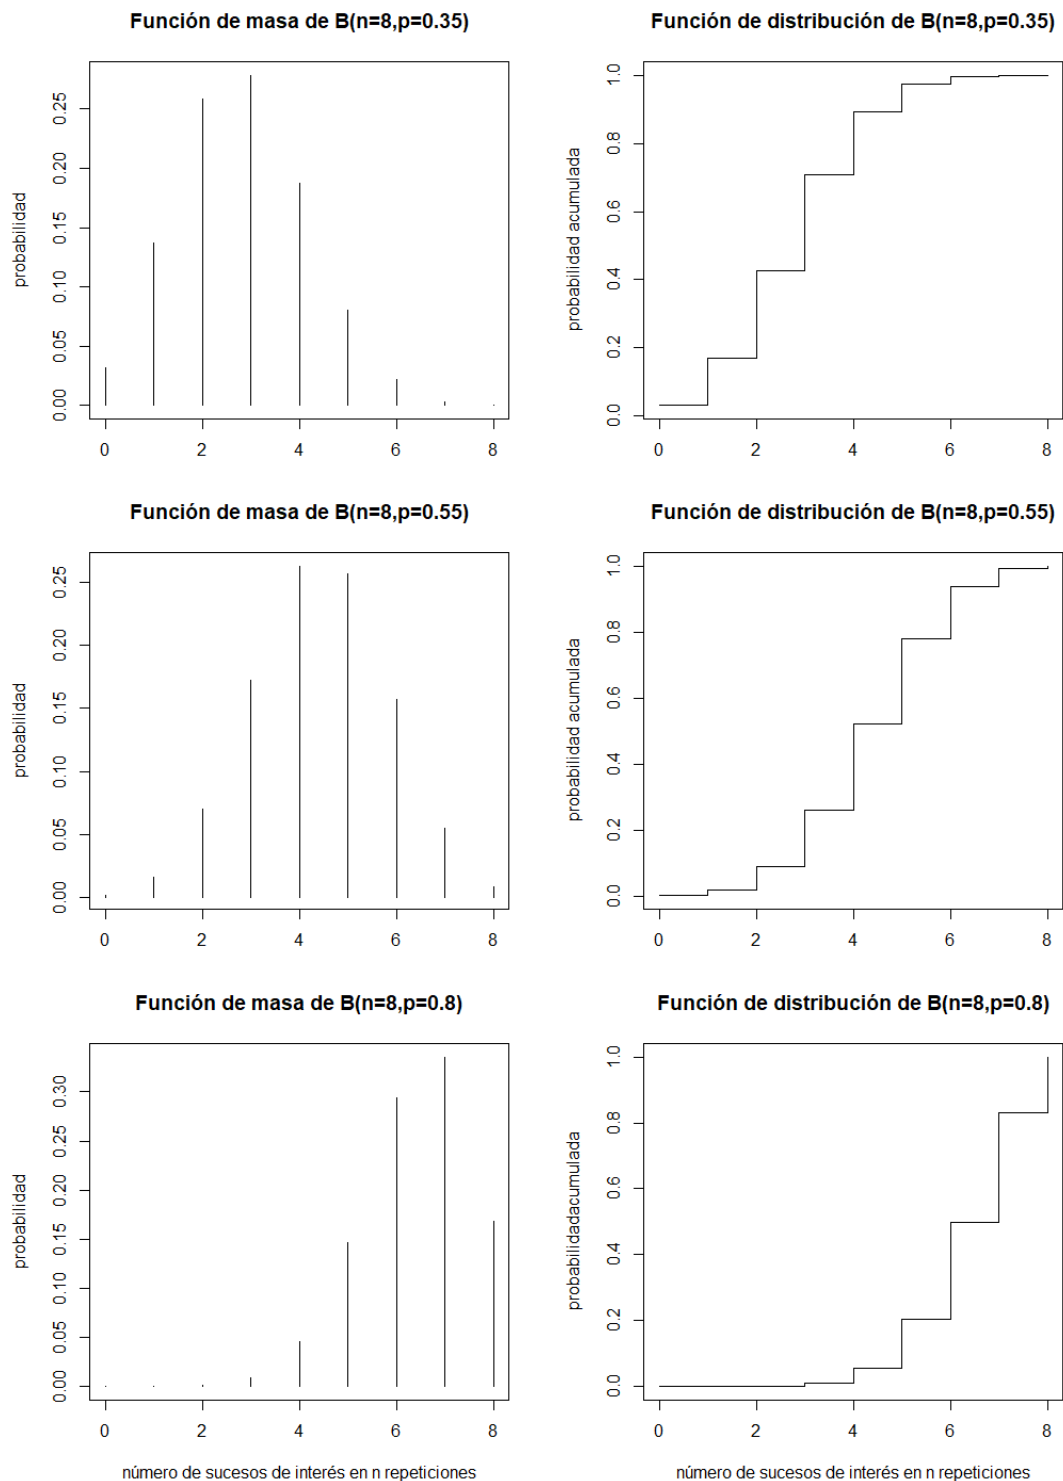 Función de masa de B(n=8,p=0.35)
probabilidad
0.00 0.05 0.10 0.15 0.20 0.25
0 2 4 6 8
Función de distribución de B(n=8,p=0.35)
probabilidad acumulada
0.0 0.2 0.4 0.6 0.8 1.0
0 2 4 6 8
Función de masa de B(n=8,p=0.55)
probabilidad
0.00 0.05 0.10 0.15 0.20 0.25
0 2 4 6 8
Función de distribución de B(n=8,p=0.55)
probabilidad acumulada
0.0 0.2 0.4 0.6 0.8 1.0
0 2 4 6 8
Función de masa de B(n=8,p=0.8)
probabilidad
0.00 0.05 0.10 0.15 0.20 0.25 0.30
0 2 4 6 8
número de sucesos de interés en n repeticiones
Función de distribución de B(n=8,p=0.8)
probabilidadacumulada
0.0 0.2 0.4 0.6 0.8 1.0
0 2 4 6 8
número de sucesos de interés en n repeticiones